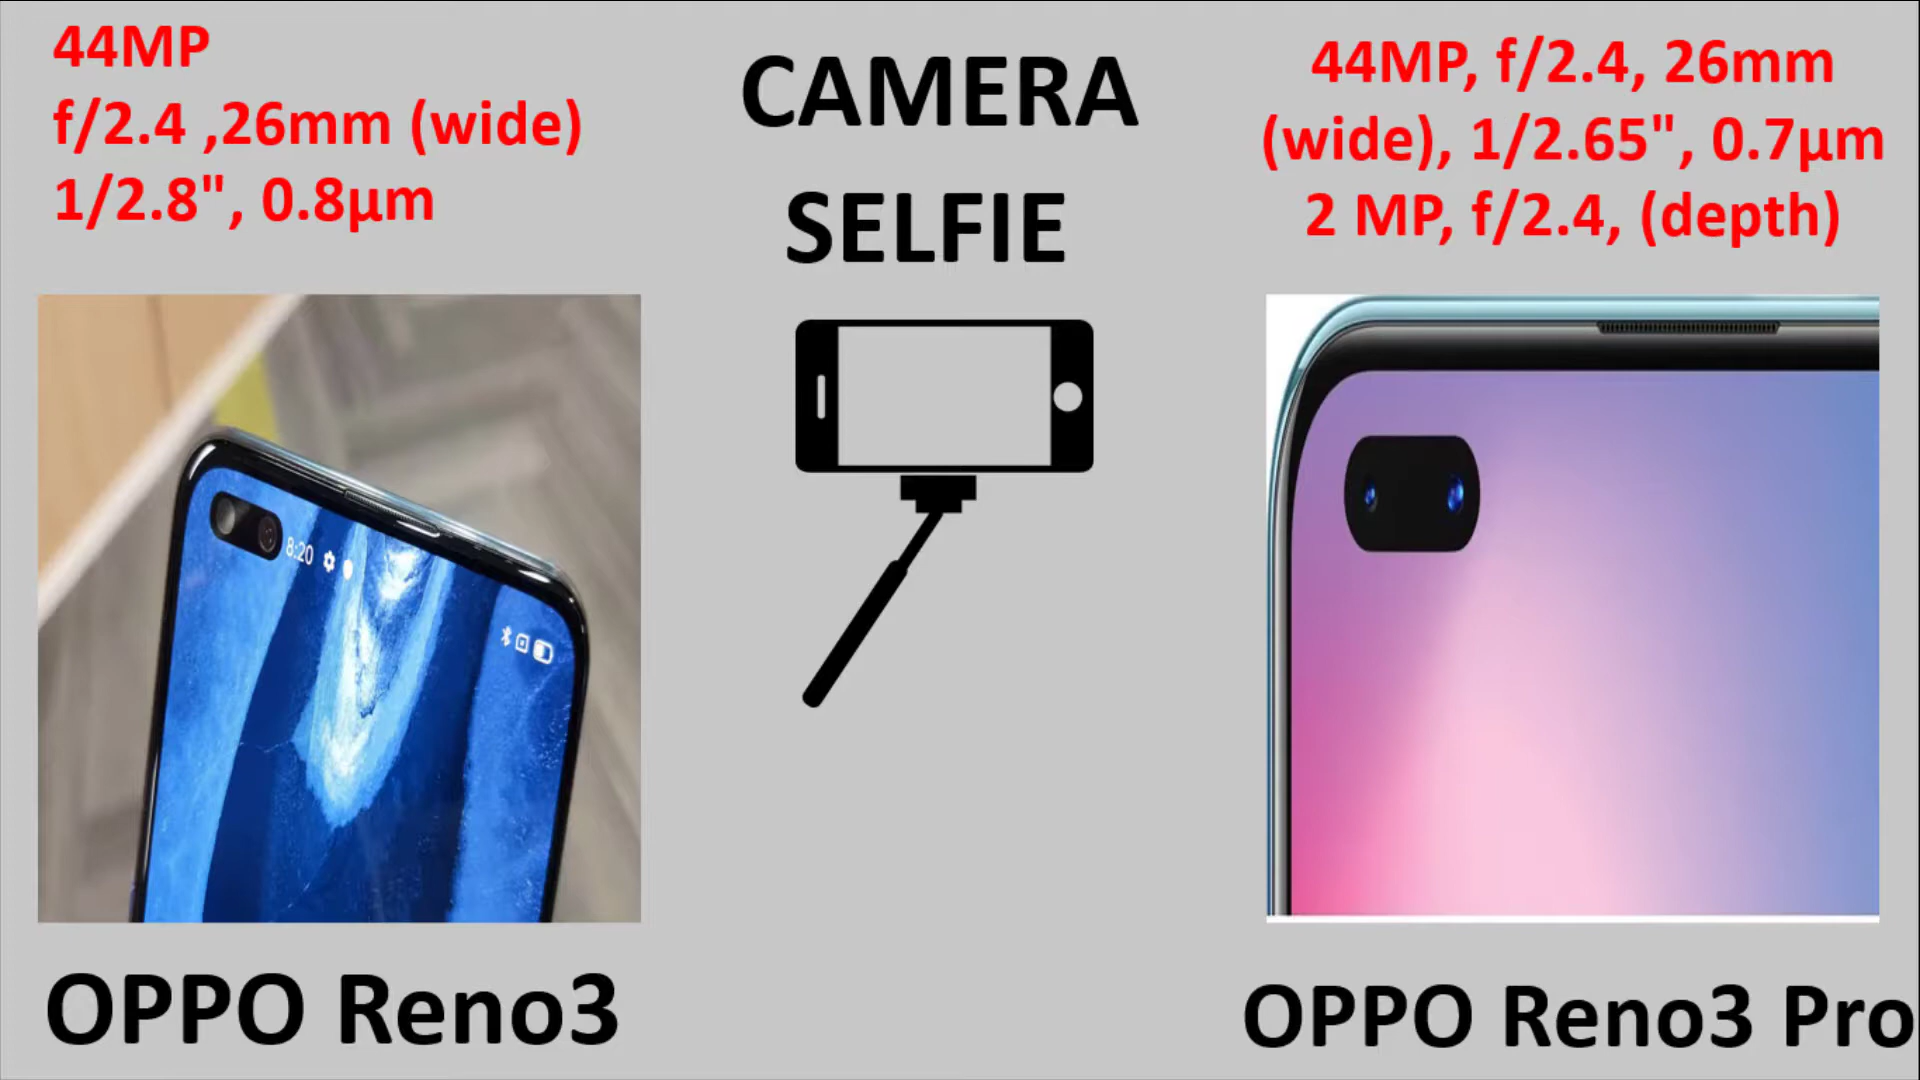 44MP
f/2.4 ,26mm (wide)
1/2.8", 0.8µm
CAMERA
SELFIE
44MP, f/2.4, 26mm
(wide), 1/2.65", 0.7µm
2 MP, f/2.4, (depth)
8:20
OPPO Reno3
OPPO Reno3 Pro